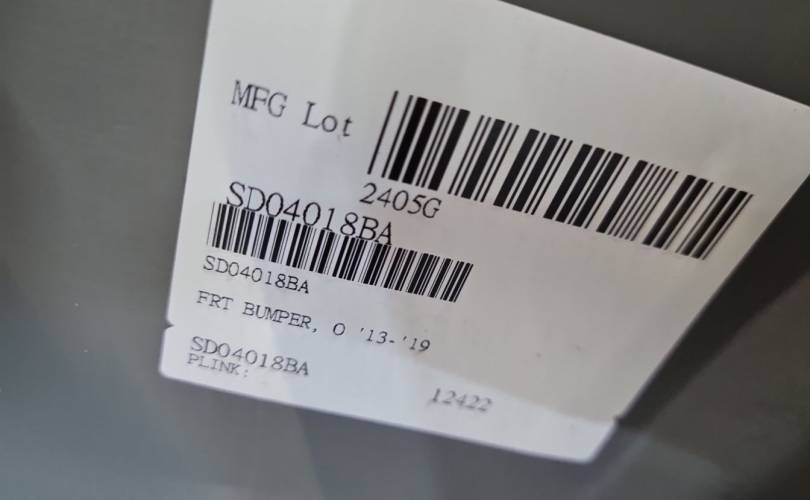 MFG Lot
2405G
SD04018BA
SD04018BA
FRT BUMPER, O '13-'19
SD04018BA
PLINK:
12422